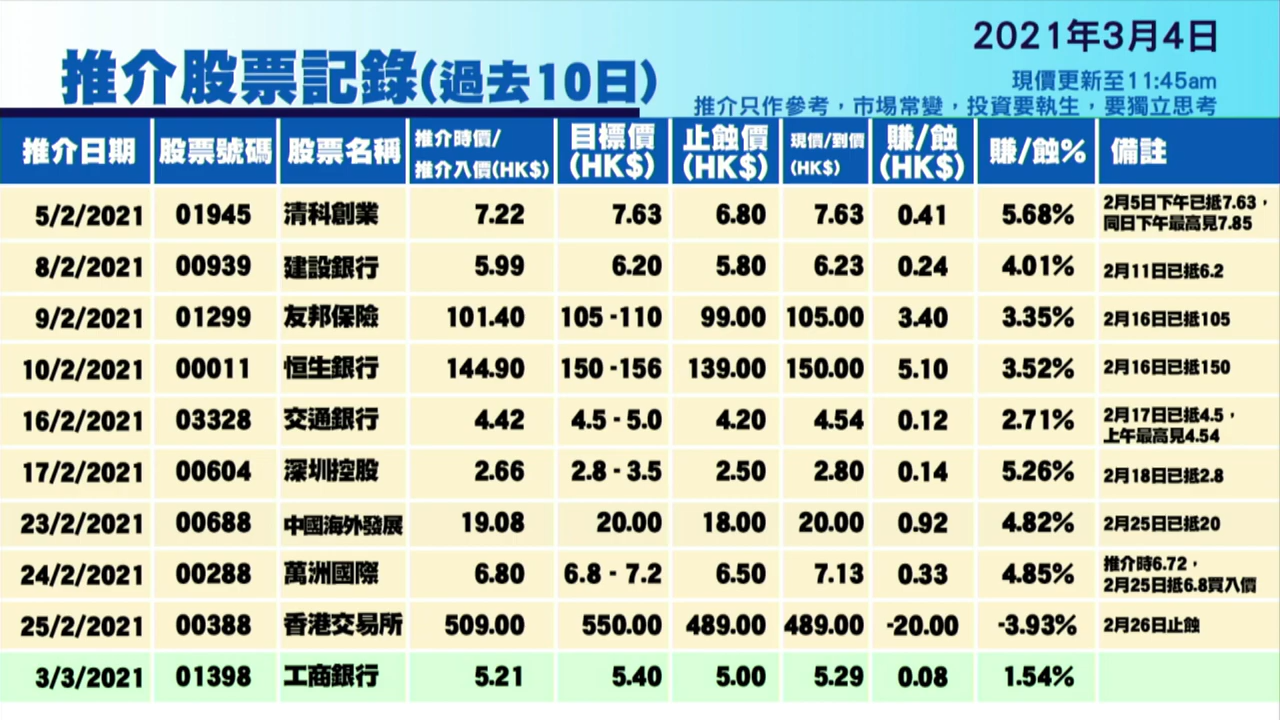 2021年3月4日
推介股票記錄(過去10日)
現價更新至11:45am
推介只作參考，市場常變，投資要執生，要獨立思考
推介日期 股票號碼 股票名稱 推介時價/推介入價(HK$) 目標價(HK$) 止蝕價(HK$) 現價/到價(HK$) 賺/蝕(HK$) 賺/蝕% 備註
5/2/2021 01945 清科創業 7.22 7.63 6.80 7.63 0.41 5.68% 2月5日下午已抵7.63，同日下午最高見7.85
8/2/2021 00939 建設銀行 5.99 6.20 5.80 6.23 0.24 4.01% 2月11日已抵6.2
9/2/2021 01299 友邦保險 101.40 105 -110 99.00 105.00 3.40 3.35% 2月16日已抵105
10/2/2021 00011 恒生銀行 144.90 150 -156 139.00 150.00 5.10 3.52% 2月16日已抵150
16/2/2021 03328 交通銀行 4.42 4.5 - 5.0 4.20 4.54 0.12 2.71% 2月17日已抵4.5，上午最高見4.54
17/2/2021 00604 深圳控股 2.66 2.8 - 3.5 2.50 2.80 0.14 5.26% 2月18日已抵2.8
23/2/2021 00688 中國海外發展 19.08 20.00 18.00 20.00 0.92 4.82% 2月25日已抵20
24/2/2021 00288 萬洲國際 6.80 6.8 - 7.2 6.50 7.13 0.33 4.85% 推介時6.72，2月25日抵6.8買入價
25/2/2021 00388 香港交易所 509.00 550.00 489.00 489.00 -20.00 -3.93% 2月26日止蝕
3/3/2021 01398 工商銀行 5.21 5.40 5.00 5.29 0.08 1.54%